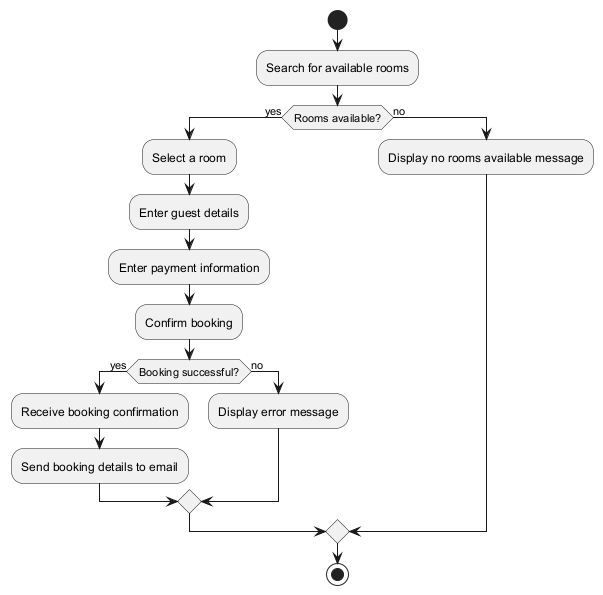 Search for available rooms
yes
Rooms available?
no
Select a room
Display no rooms available message
Enter guest details
Enter payment information
Confirm booking
yes
Booking successful?
no
Receive booking confirmation
Display error message
Send booking details to email